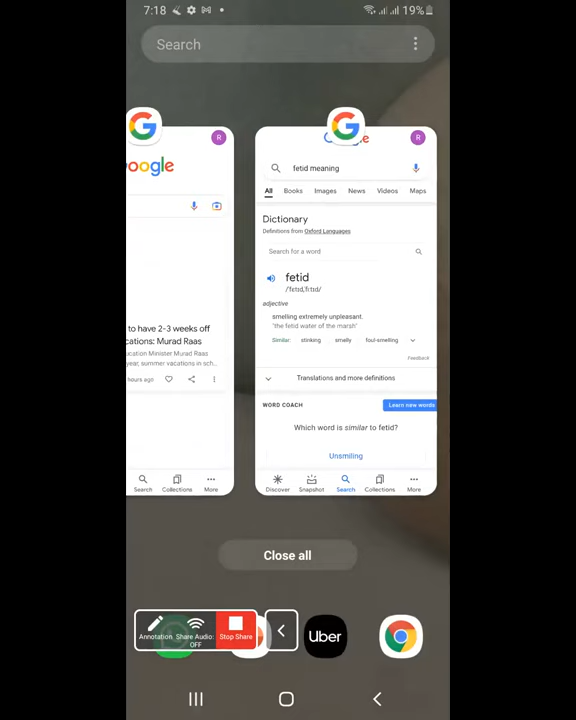 7:18
19%
Search
oogle
to have 2-3 weeks off
cations: Murad Raas
ucation Minister Murad Raas
year, summer vacations in sch...
hours ago
Search Collections More
R
fetid meaning
All Books Images News Videos Maps
Dictionary
Definitions from Oxford Languages
Search for a word
fetid
/ˈfɛtɪd,ˈfiːtɪd/
adjective
smelling extremely unpleasant.
"the fetid water of the marsh"
Similar: stinking smelly foul-smelling
Feedback
Translations and more definitions
WORD COACH Learn new words
Which word is similar to fetid?
Unsmiling
Discover Snapshot Search Collections More
R
Close all
Annotation Share Audio: OFF Stop Share
Uber